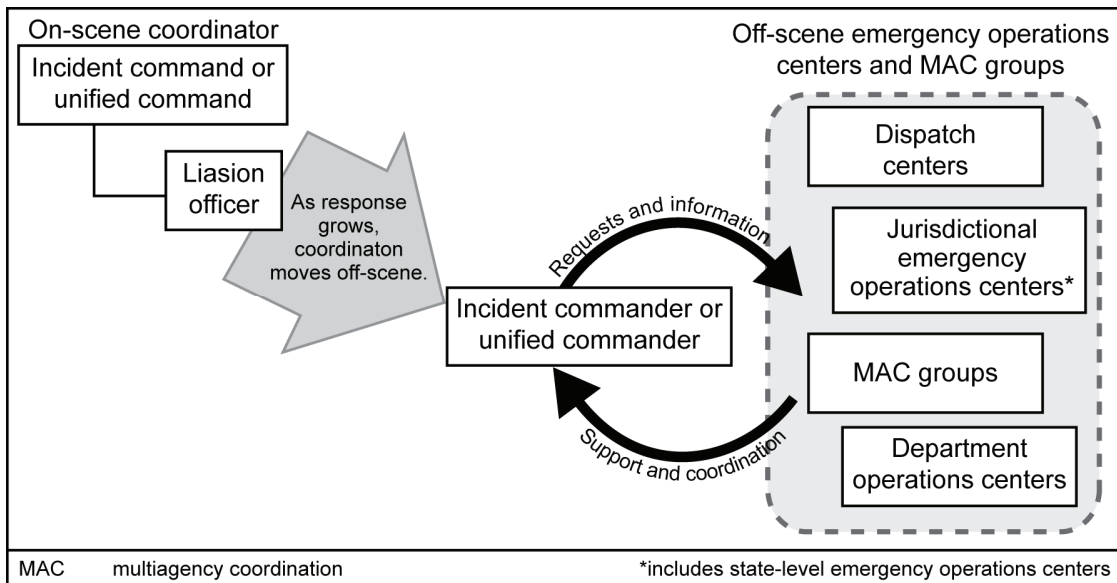 On-scene coordinator
Incident command or
unified command
Liasion
officer
As response
grows,
coordinaton
moves off-scene.
Requests and information
Incident commander or
unified commander
Support and coordination
Off-scene emergency operations
centers and MAC groups
Dispatch
centers
Jurisdictional
emergency
operations centers*
MAC groups
Department
operations centers
MAC multiagency coordination
*includes state-level emergency operations centers